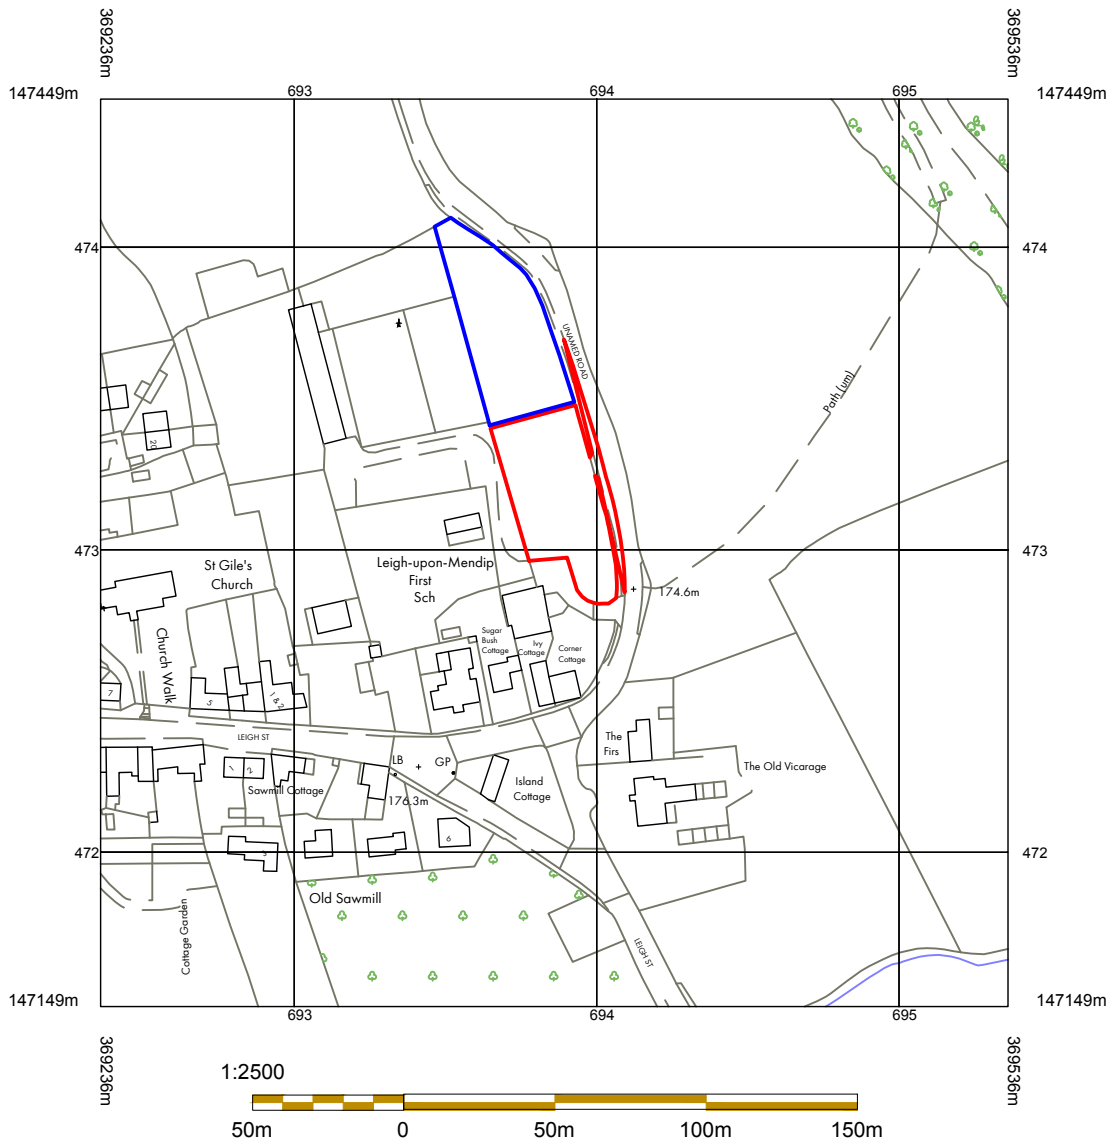 369236m
369536m
147449m
693
694
695
147449m
474
474
UNAMED ROAD
Path (um)
20
473
473
St Gile's
Church
Leigh-upon-Mendip
First
Sch
174.6m
Church Walk
Sugar
Bush
Cottage
Ivy
Cottage
Corner
Cottage
7
5
1 & 2
LEIGH ST
The
Firs
LB
GP
1
2
Sawmill Cottage
176.3m
Island
Cottage
The Old Vicarage
6
472
472
Old Sawmill
Cottage Garden
LEIGH ST
147149m
693
694
695
147149m
369236m
369536m
1:2500
50m
0
50m
100m
150m